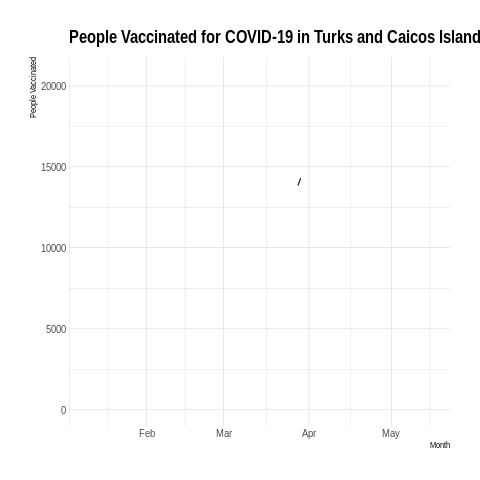 People Vaccinated for COVID-19 in Turks and Caicos Island
People Vaccinated
20000
15000
10000
5000
0
Feb Mar Apr May
Month